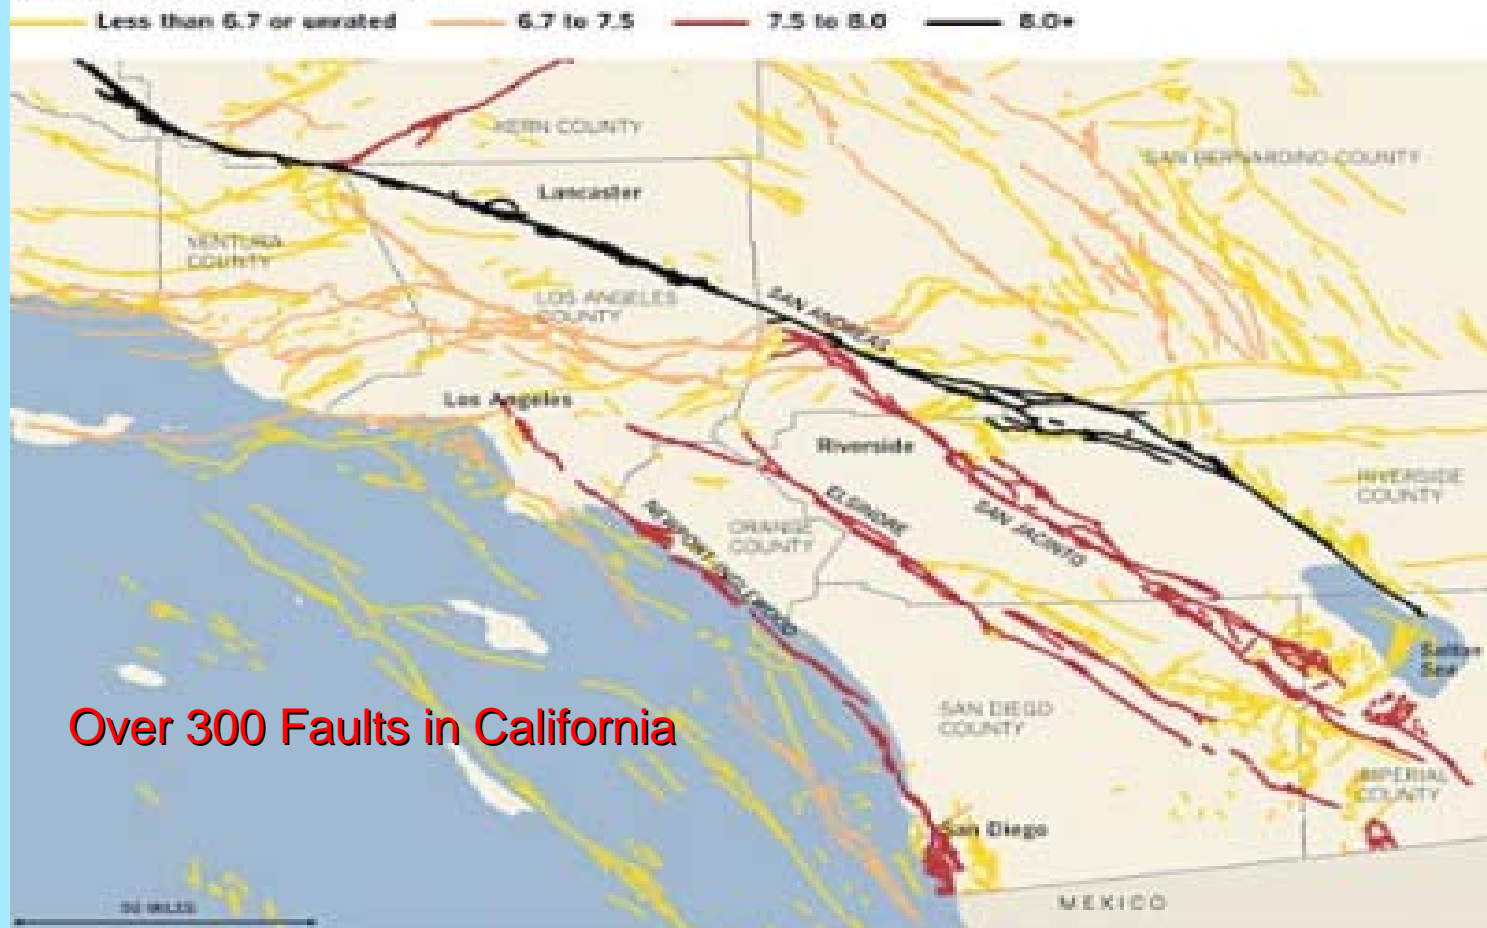 Less than 6.7 or unrated 6.7 to 7.5 7.5 to 8.0 8.0+
KERN COUNTY
SAN BERNARDINO COUNTY
Lancaster
VENTURA
COUNTY
LOS ANGELES
COUNTY
SAN ANDREAS
Los Angeles
Riverside
RIVERSIDE
COUNTY
ELSINORE
SAN JACINTO
NEWPORT INGLEWOOD
ORANGE
COUNTY
Salton
Sea
SAN DIEGO
COUNTY
Over 300 Faults in California
IMPERIAL
COUNTY
San Diego
MEXICO
50 MILES